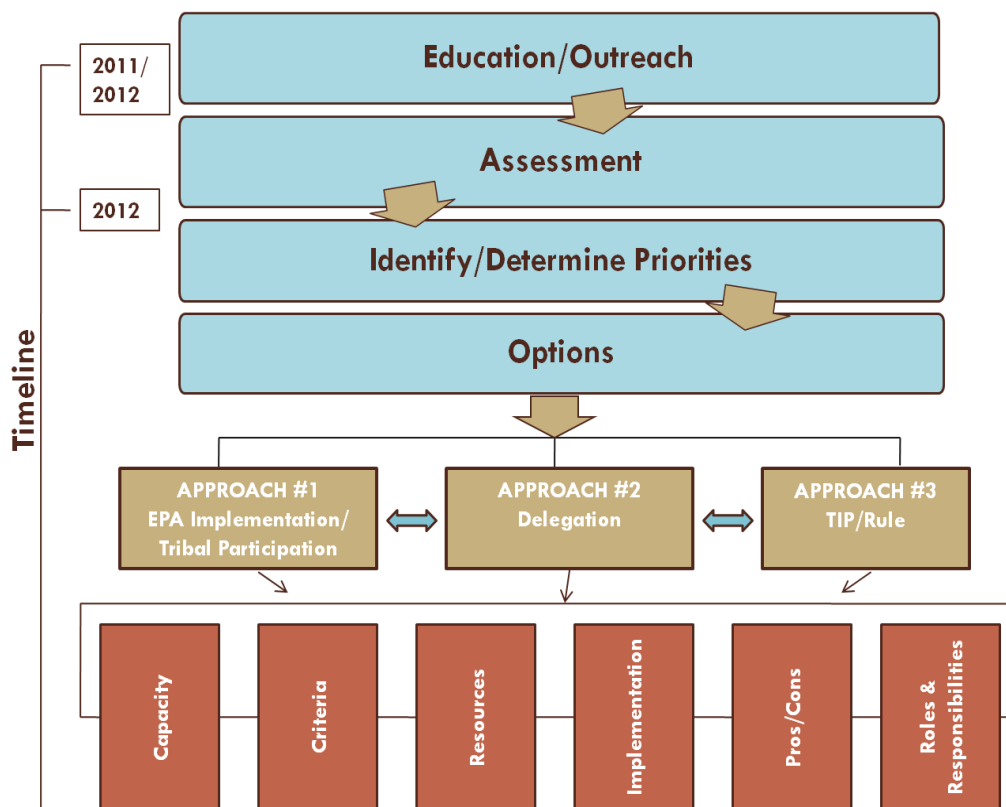 Education/Outreach
2011/
2012
Assessment
2012
Identify/Determine Priorities
Options
Timeline
APPROACH #1
EPA Implementation/
Tribal Participation
APPROACH #2
Delegation
APPROACH #3
TIP/Rule
Capacity
Criteria
Resources
Implementation
Pros/Cons
Roles &
Responsibilities